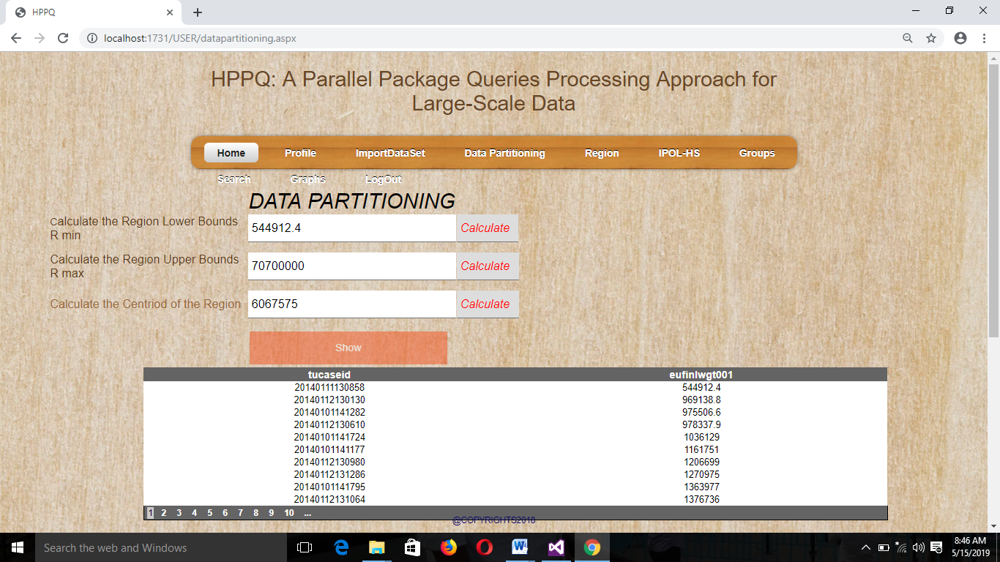 HPPQ
localhost:1731/USER/datapartitioning.aspx
HPPQ: A Parallel Package Queries Processing Approach for
Large-Scale Data
Home Profile ImportDataSet Data Partitioning Region IPOL-HS Groups
Search Graphs LogOut
DATA PARTITIONING
Calculate the Region Lower Bounds
R min
544912.4 Calculate
Calculate the Region Upper Bounds
R max
70700000 Calculate
Calculate the Centriod of the Region 6067575 Calculate
Show
tucaseid eufinlwgt001
20140111130858 544912.4
20140112130130 969138.8
20140101141282 975506.6
20140112130610 978337.9
20140101141724 1036129
20140101141177 1161751
20140112130980 1206699
20140112131286 1270975
20140101141795 1363977
20140112131064 1376736
1 2 3 4 5 6 7 8 9 10 ...
@COPYRIGHTS2018
Search the web and Windows
8:46 AM
5/15/2019